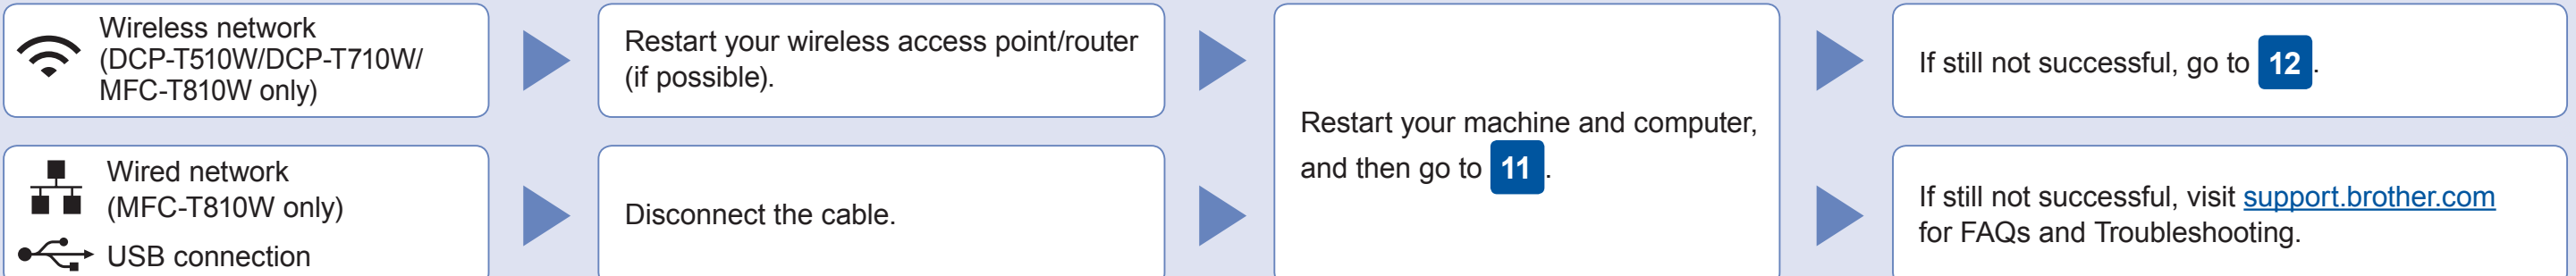 Wireless network
(DCP-T510W/DCP-T710W/
MFC-T810W only)
Restart your wireless access point/router
(if possible).
Wired network
(MFC-T810W only)
USB connection
Disconnect the cable.
Restart your machine and computer,
and then go to 11.
If still not successful, go to 12.
If still not successful, visit support.brother.com
for FAQs and Troubleshooting.